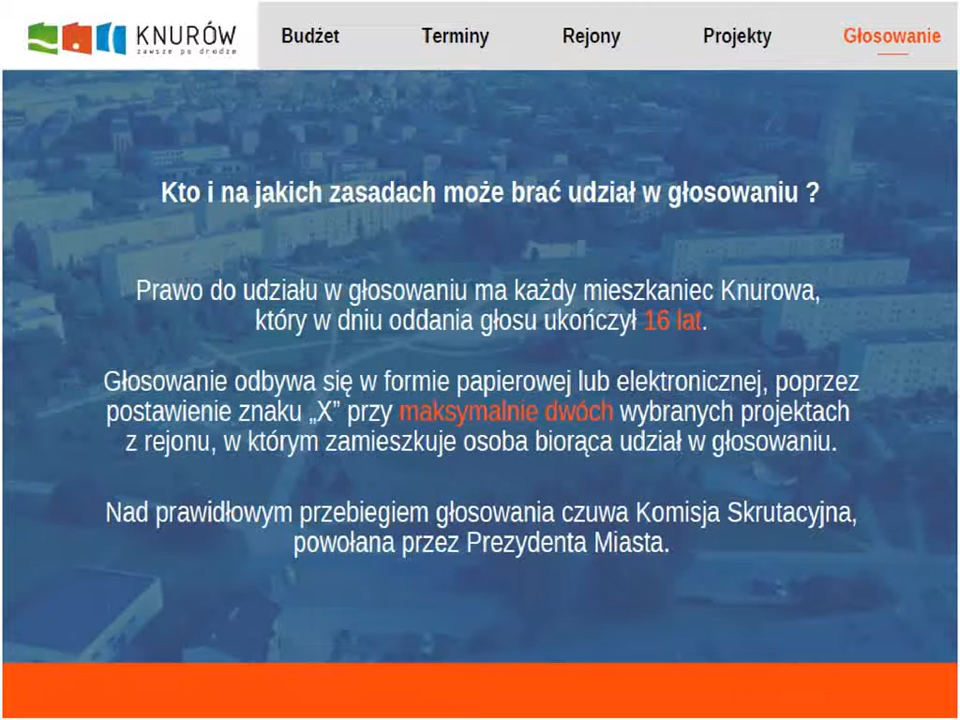 KNURÓW
zawsze po drodze
Budżet
Terminy
Rejony
Projekty
Głosowanie
Kto i na jakich zasadach może brać udział w głosowaniu ?
Prawo do udziału w głosowaniu ma każdy mieszkaniec Knurowa,
który w dniu oddania głosu ukończył 16 lat.
Głosowanie odbywa się w formie papierowej lub elektronicznej, poprzez
postawienie znaku „X” przy maksymalnie dwóch wybranych projektach
z rejonu, w którym zamieszkuje osoba biorąca udział w głosowaniu.
Nad prawidłowym przebiegiem głosowania czuwa Komisja Skrutacyjna,
powołana przez Prezydenta Miasta.